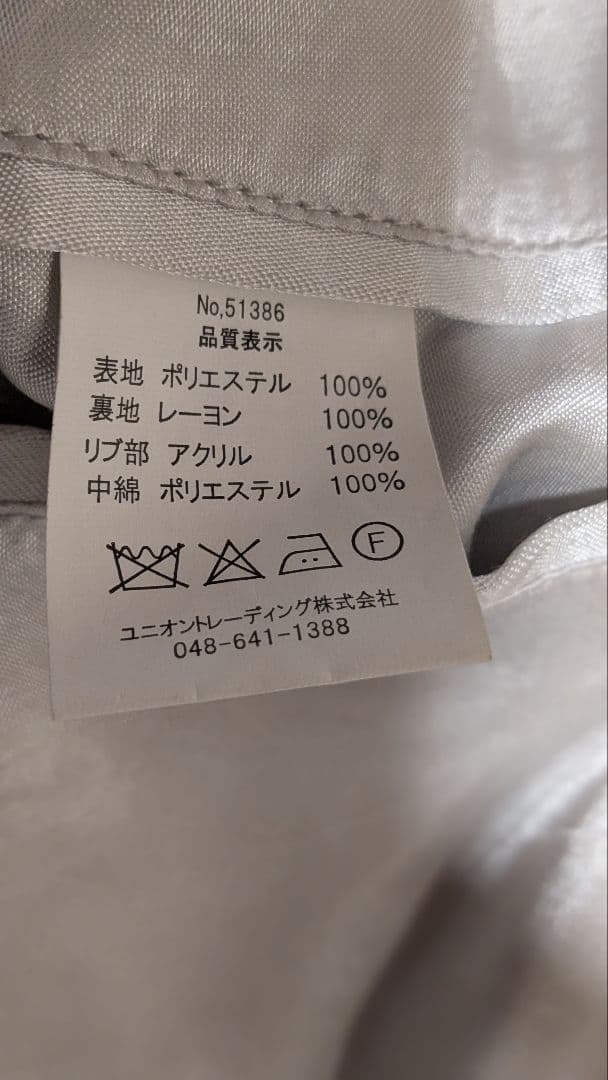 No,51386
品質表示
表地 ポリエステル 100%
裏地 レーヨン 100%
リブ部 アクリル 100%
中綿 ポリエステル 100%
F
ユニオントレーディング株式会社
048-641-1388